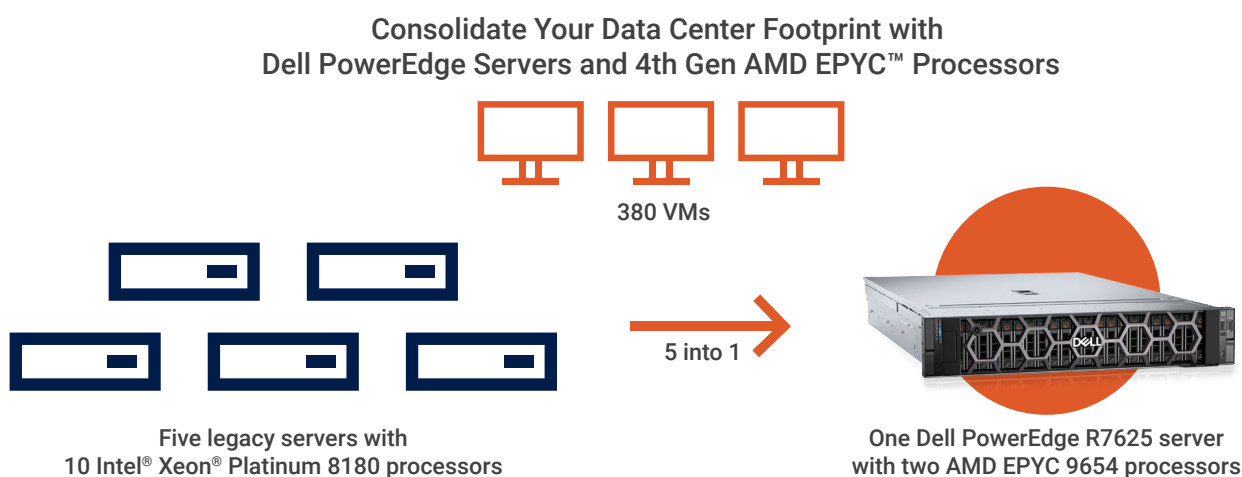 Consolidate Your Data Center Footprint with
Dell PowerEdge Servers and 4th Gen AMD EPYC™ Processors
380 VMs
5 into 1
DELL
Five legacy servers with
10 Intel® Xeon® Platinum 8180 processors
One Dell PowerEdge R7625 server
with two AMD EPYC 9654 processors